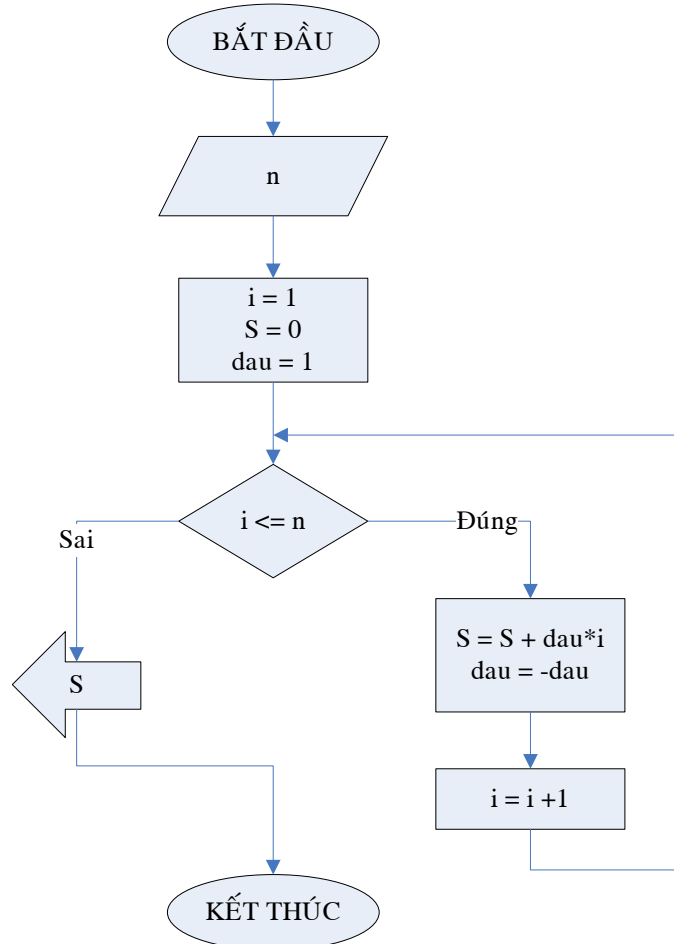 BẮT ĐẦU
n
i = 1
S = 0
dau = 1
i <= n
Đúng
Sai
S = S + dau*i
dau = -dau
S
i = i +1
KẾT THÚC